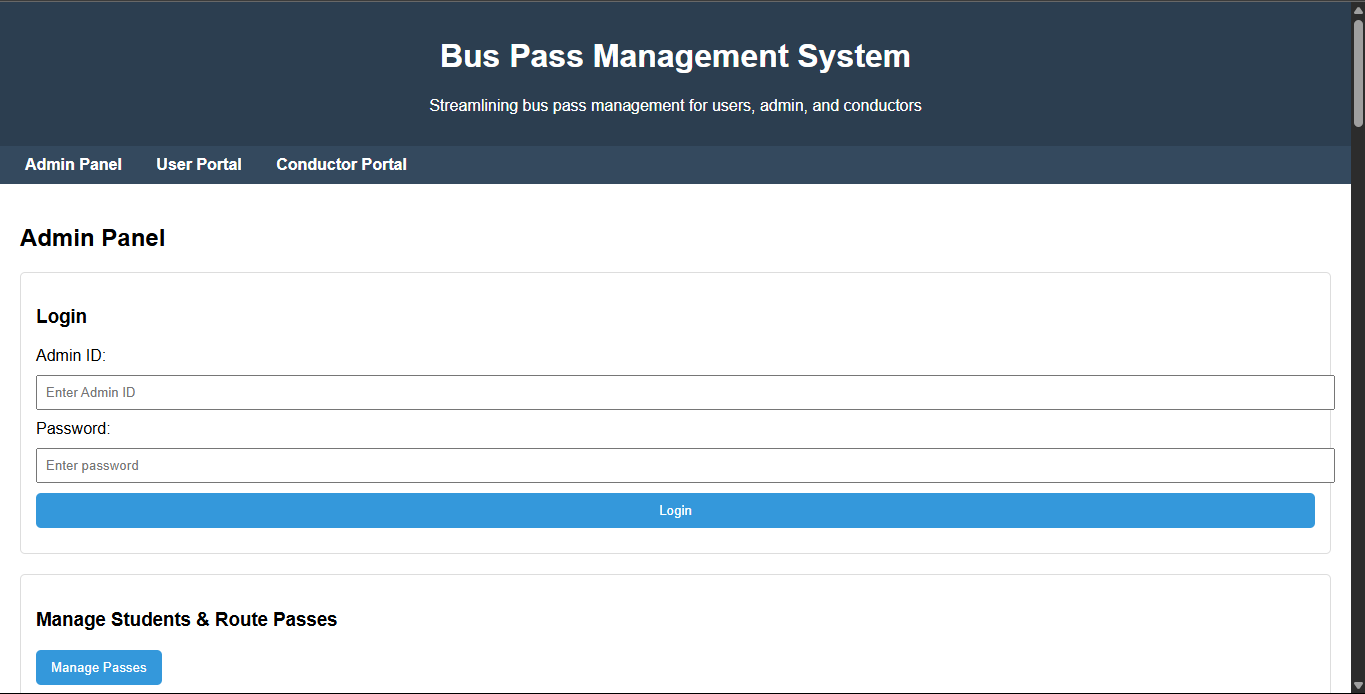 Bus Pass Management System
Streamlining bus pass management for users, admin, and conductors
Admin Panel User Portal Conductor Portal
Admin Panel
Login
Admin ID:
Enter Admin ID
Password:
Enter password
Login
Manage Students & Route Passes
Manage Passes